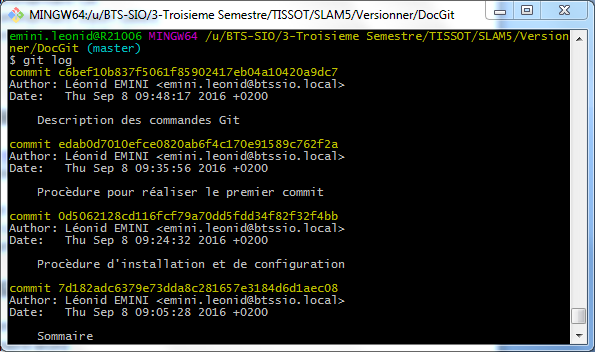 MINGW64:/u/BTS-SIO/3-Troisieme Semestre/TISSOT/SLAM5/Versionner/DocGit
emini.leonid@R21006 MINGW64 /u/BTS-SIO/3-Troisieme Semestre/TISSOT/SLAM5/Version
ner/DocGit (master)
$ git log
commit c6bef10b837f5061f85902417eb04a10420a9dc7
Author: Léonid EMINI <emini.leonid@btssio.local>
Date:   Thu Sep 8 09:48:17 2016 +0200
Description des commandes Git
commit edab0d7010efce0820ab6f4c170e91589c762f2a
Author: Léonid EMINI <emini.leonid@btssio.local>
Date:   Thu Sep 8 09:35:56 2016 +0200
Procèdure pour réaliser le premier commit
commit 0d5062128cd116fcf79a70dd5fdd34f82f32f4bb
Author: Léonid EMINI <emini.leonid@btssio.local>
Date:   Thu Sep 8 09:24:32 2016 +0200
Procèdure d'installation et de configuration
commit 7d182adc6379e73dda8c281657e3184d6d1aec08
Author: Léonid EMINI <emini.leonid@btssio.local>
Date:   Thu Sep 8 09:05:28 2016 +0200
Sommaire